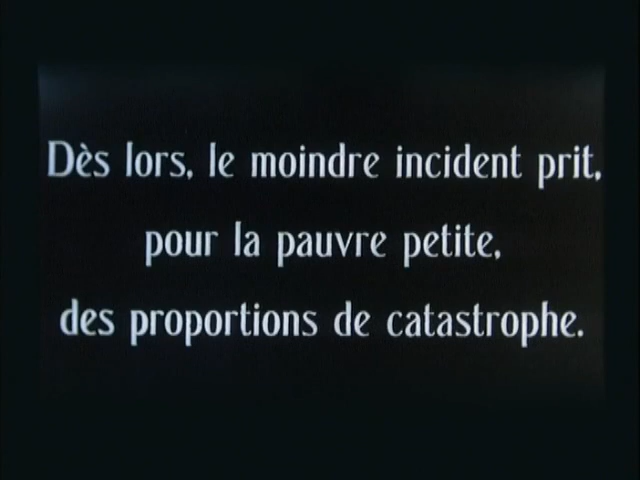 Dès lors, le moindre incident prit,
pour la pauvre petite,
des proportions de catastrophe.